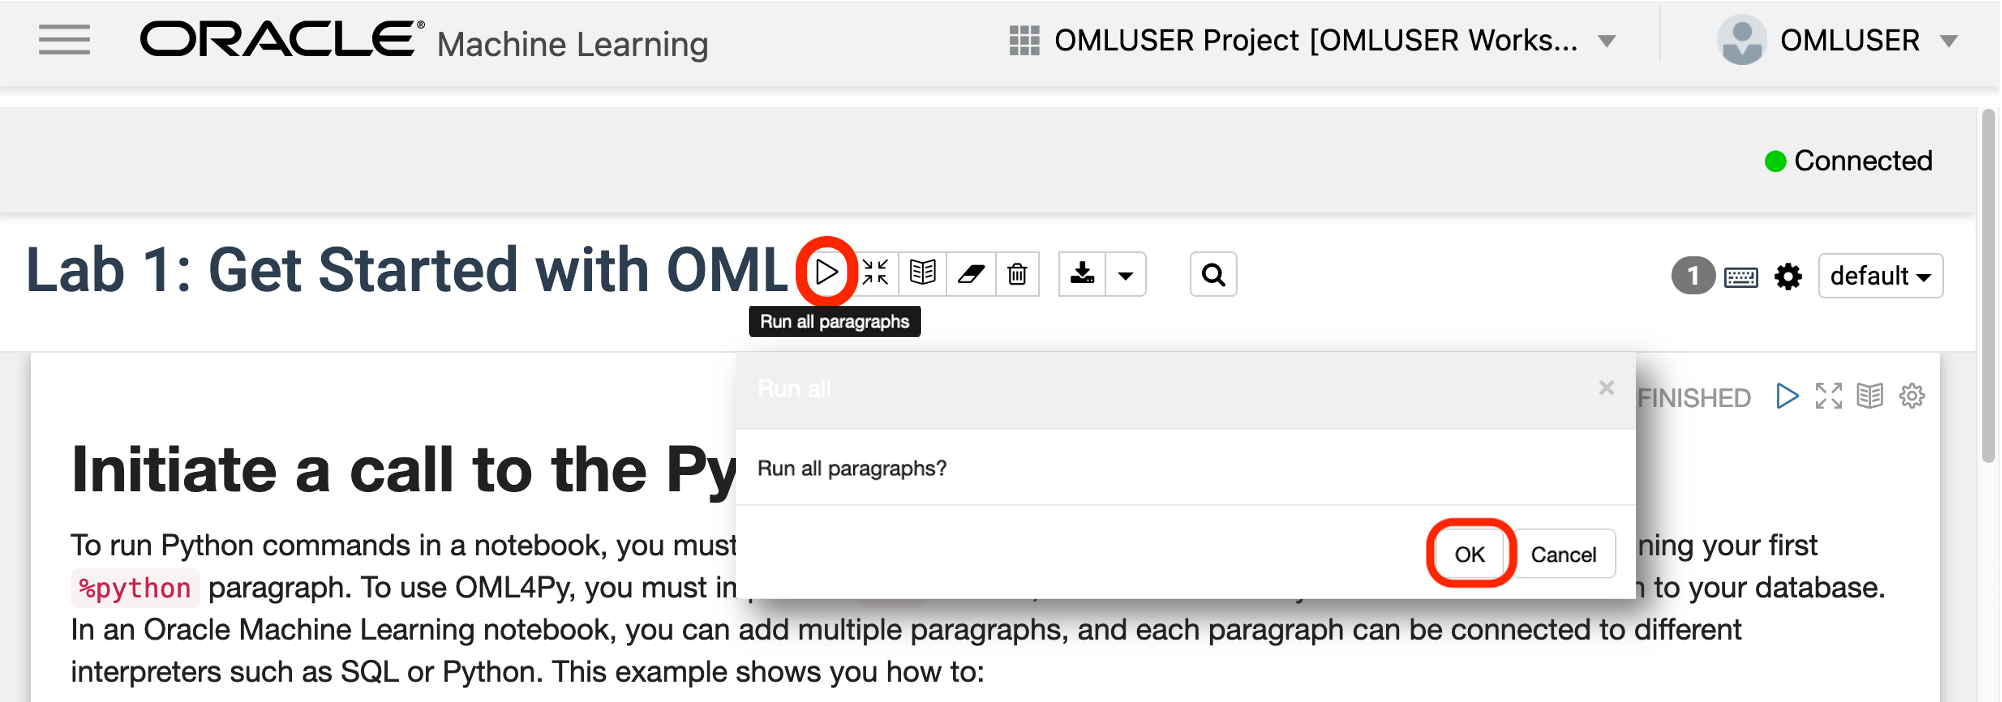 ORACLE® Machine Learning
OMLUSER Project [OMLUSER Works...
OMLUSER
Connected
Lab 1: Get Started with OML
1
default
Run all paragraphs
Run all
×
FINISHED
Run all paragraphs?
OK
Cancel
Initiate a call to the Py
To run Python commands in a notebook, you must ning your first
%python paragraph. To use OML4Py, you must im to your database.
In an Oracle Machine Learning notebook, you can add multiple paragraphs, and each paragraph can be connected to different
interpreters such as SQL or Python. This example shows you how to: